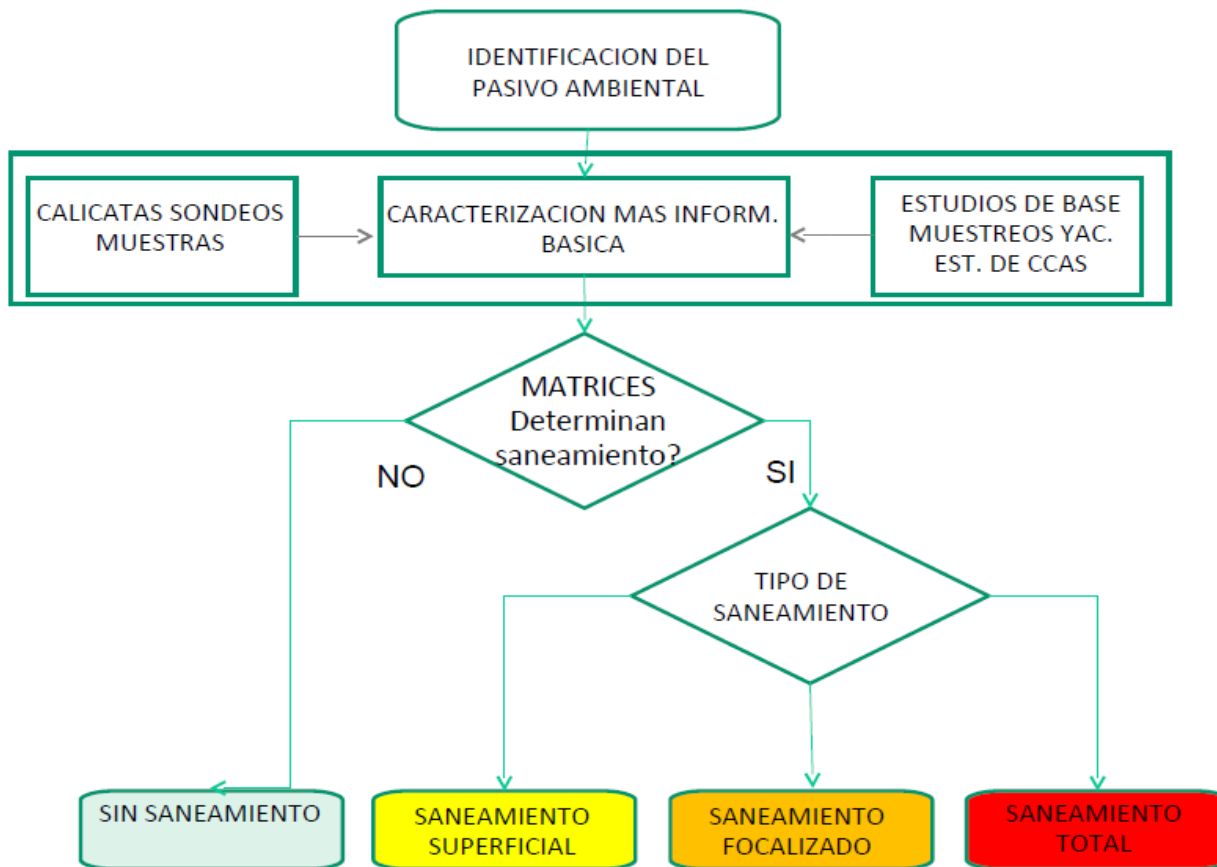 IDENTIFICACION DEL
PASIVO AMBIENTAL
CALICATAS SONDEOS
MUESTRAS
CARACTERIZACION MAS INFORM.
BASICA
ESTUDIOS DE BASE
MUESTREOS YAC.
EST. DE CCAS
MATRICES
Determinan
saneamiento?
NO
SI
TIPO DE
SANEAMIENTO
SIN SANEAMIENTO
SANEAMIENTO
SUPERFICIAL
SANEAMIENTO
FOCALIZADO
SANEAMIENTO
TOTAL